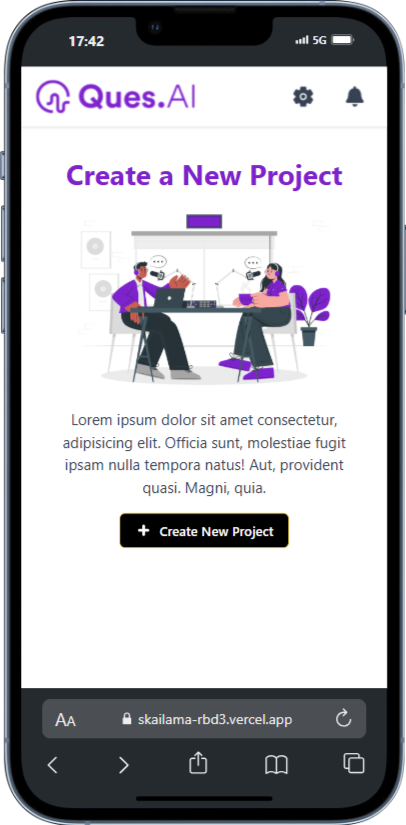 17:42
5G
Ques.AI
Create a New Project
Lorem ipsum dolor sit amet consectetur,
adipisicing elit. Officia sunt, molestiae fugit
ipsam nulla tempora natus! Aut, provident
quasi. Magni, quia.
+ Create New Project
AA
skailama-rbd3.vercel.app